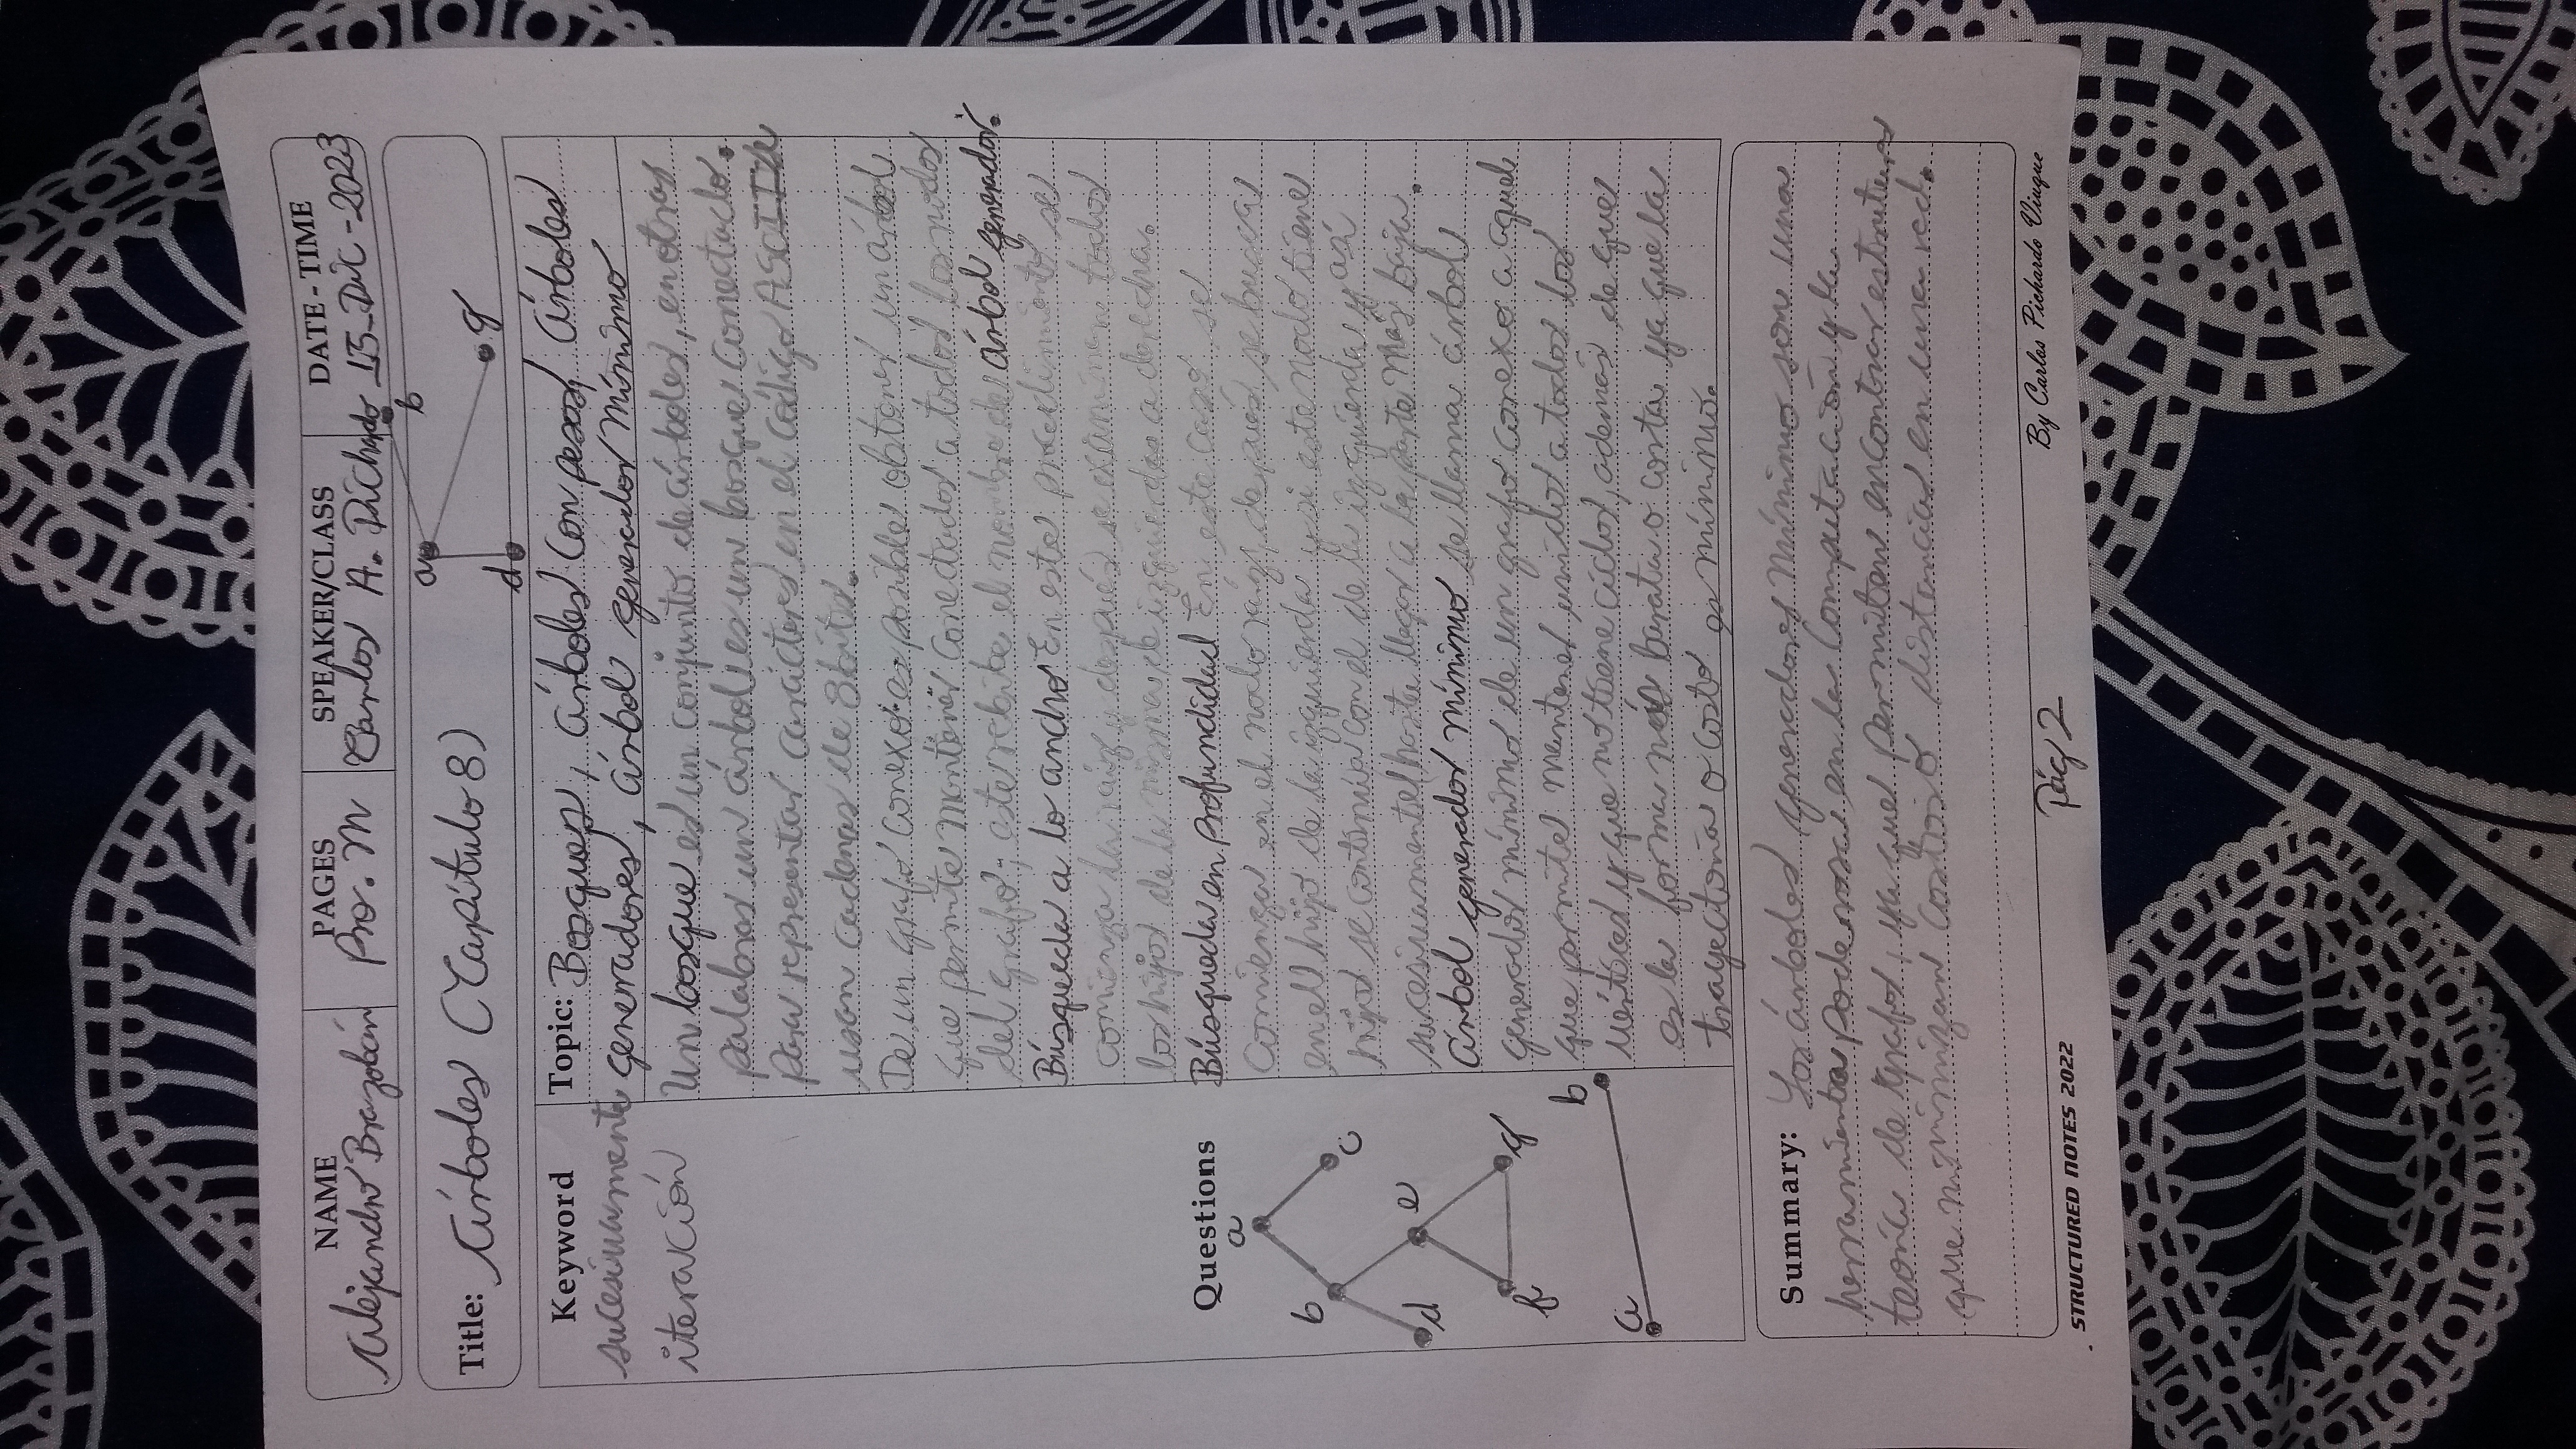 NAME PAGES SPEAKER/CLASS DATE-TIME
Alejandro Brazobán Pro. M Carlos A. Pichardo 15-Dic-2023
Title: Árboles (Capítulo 8)
a b g d
Keyword
sucesivamente
iteración
Topic: Bosques, árboles con pesos, árboles
generadores, árbol generador mínimo
Un bosque es un conjunto de árboles, en otras
palabras un árbol es un bosque conectado.
para representar carácteres en el código ASCII se
usan cadenas de 8bits.
De un grafo conexo es posible obtener un árbol
que permite mantener conectados a todos los nodos
del grafo; este recibe el nombre de árbol generador.
Búsqueda a lo ancho En este procedimiento se
comienza la raíz y después se examinan todos
los hijos de la misma de izquierda a derecha.
Búsqueda en profundidad En este caso se
comienza en el nodo raíz, después se busca
en el hijo de la izquierda y si este nodo tiene
hijos se continúa con el de la izquierda y así
sucesivamente hasta llegar a la parte más baja.
árbol generador mínimo se llama árbol
generador mínimo de un grafo conexo a aquel
que permite mantener unidos a todos los
vértices y que no tiene ciclos, además de que
es la forma más barata o corta ya que la
trayectoria o costo es mínimo.
Questions
a
b
c
d e
f g
a b
Summary: Los árboles generadores mínimo son una
herramienta poderosa en la computación y la
teoría de grafos, ya que permiten encontrar
que minimizan costos o distancias en una red.
STRUCTURED NOTES 2022
Pág 2
By Carlos Pichardo Viuque